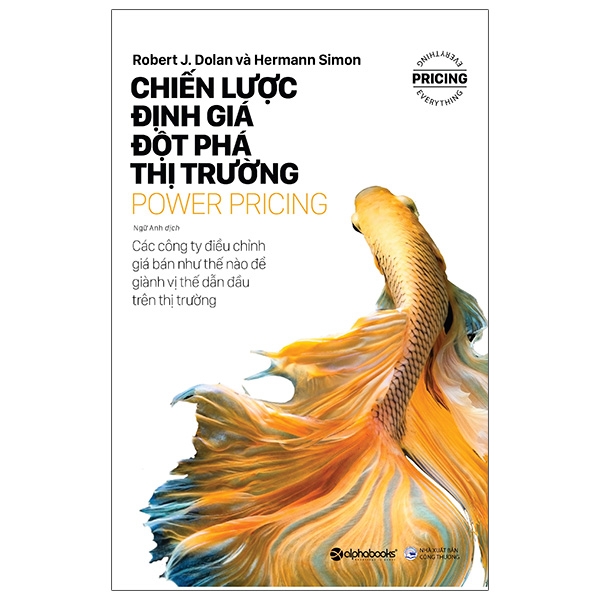 Robert J. Dolan và Hermann Simon
EVERYTHING
PRICING
EVERYTHING
CHIẾN LƯỢC
ĐỊNH GIÁ
ĐỘT PHÁ
THỊ TRƯỜNG
POWER PRICING
Ngữ Anh dịch
Các công ty điều chỉnh
giá bán như thế nào để
giành vị thế dẫn đầu
trên thị trường
alphabooks
NHÀ XUẤT BẢN
CÔNG THƯƠNG